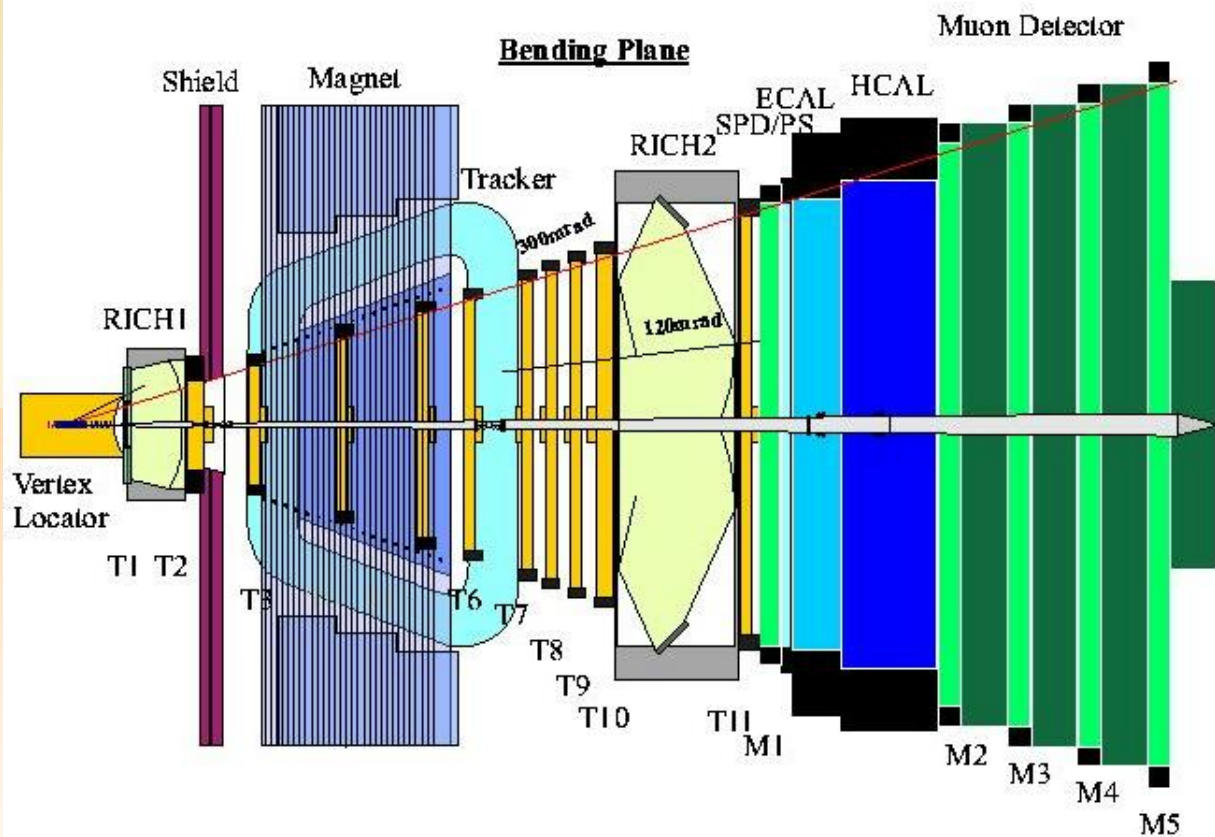 Bending Plane
Muon Detector
Shield
Magnet
ECAL
HCAL
SPD/PS
RICH2
Tracker
300mrad
RICH1
120mrad
Vertex
Locator
T1 T2
T3
T6
T7
T8
T9
T10
T11
M1
M2
M3
M4
M5